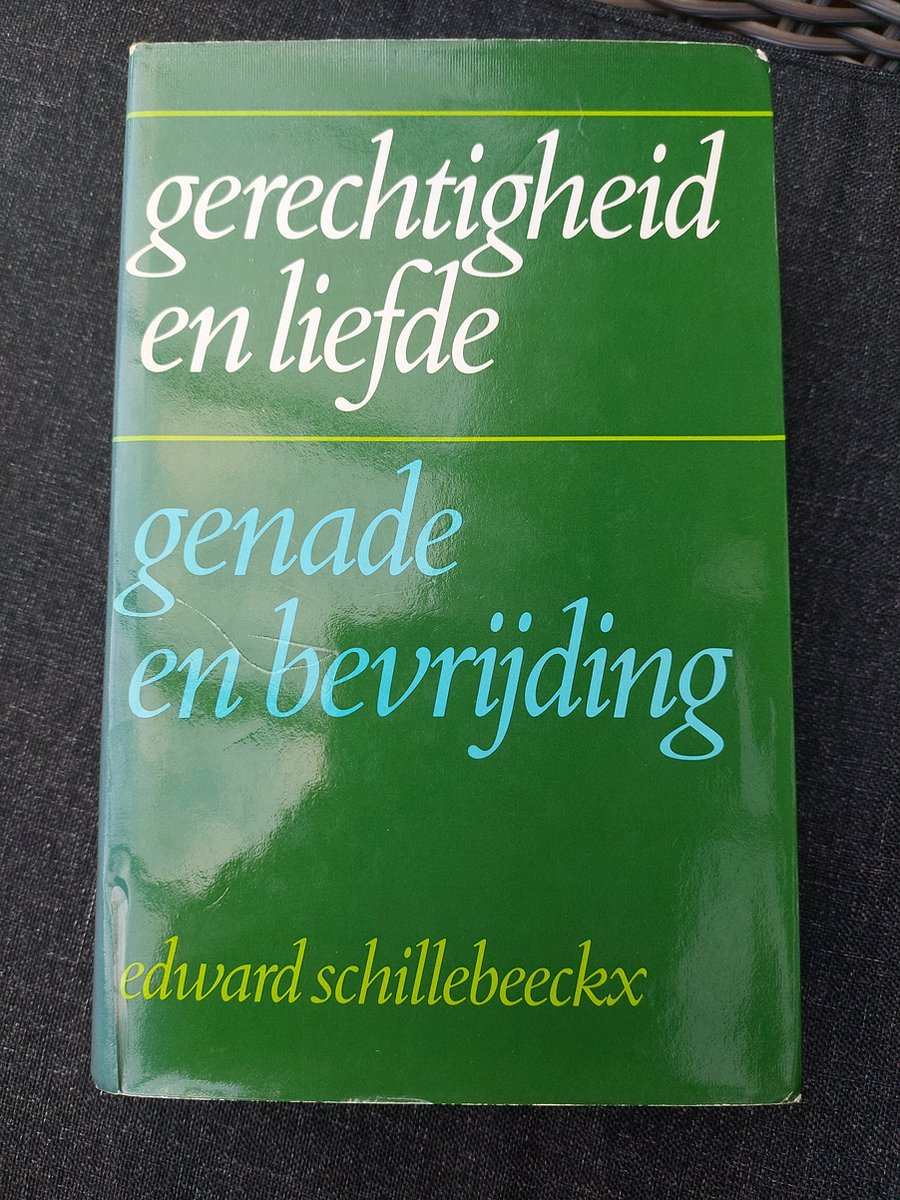 gerechtigheid
en liefde
genade
en bevrijding
edward schillebeeckx